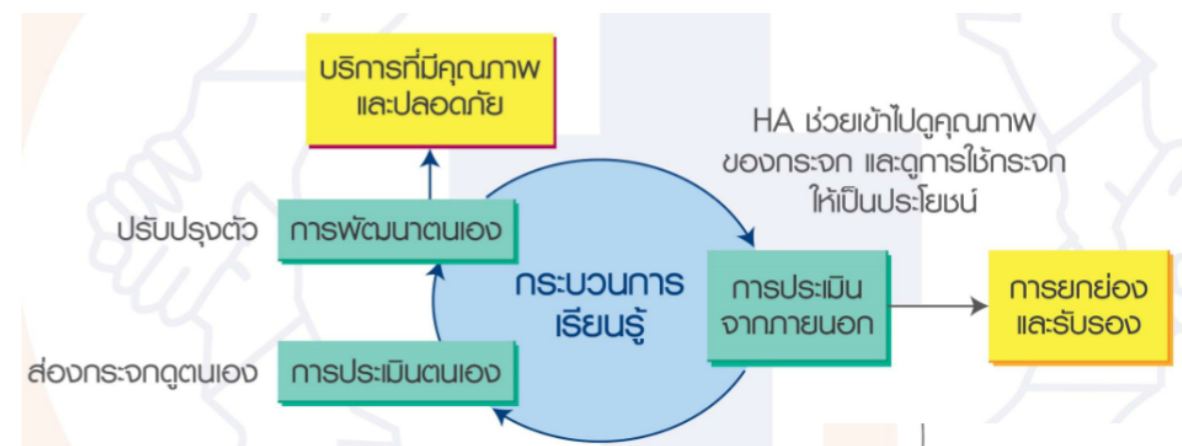 บริการที่มีคุณภาพ
และปลอดภัย
HA ช่วยเข้าไปดูคุณภาพ
ของกระจก และดูการใช้กระจก
ให้เป็นประโยชน์
ปรับปรุงตัว
การพัฒนาตนเอง
กระบวนการ
เรียนรู้
การประเมิน
จากภายนอก
การยกย่อง
และรับรอง
ส่องกระจกดูตนเอง
การประเมินตนเอง